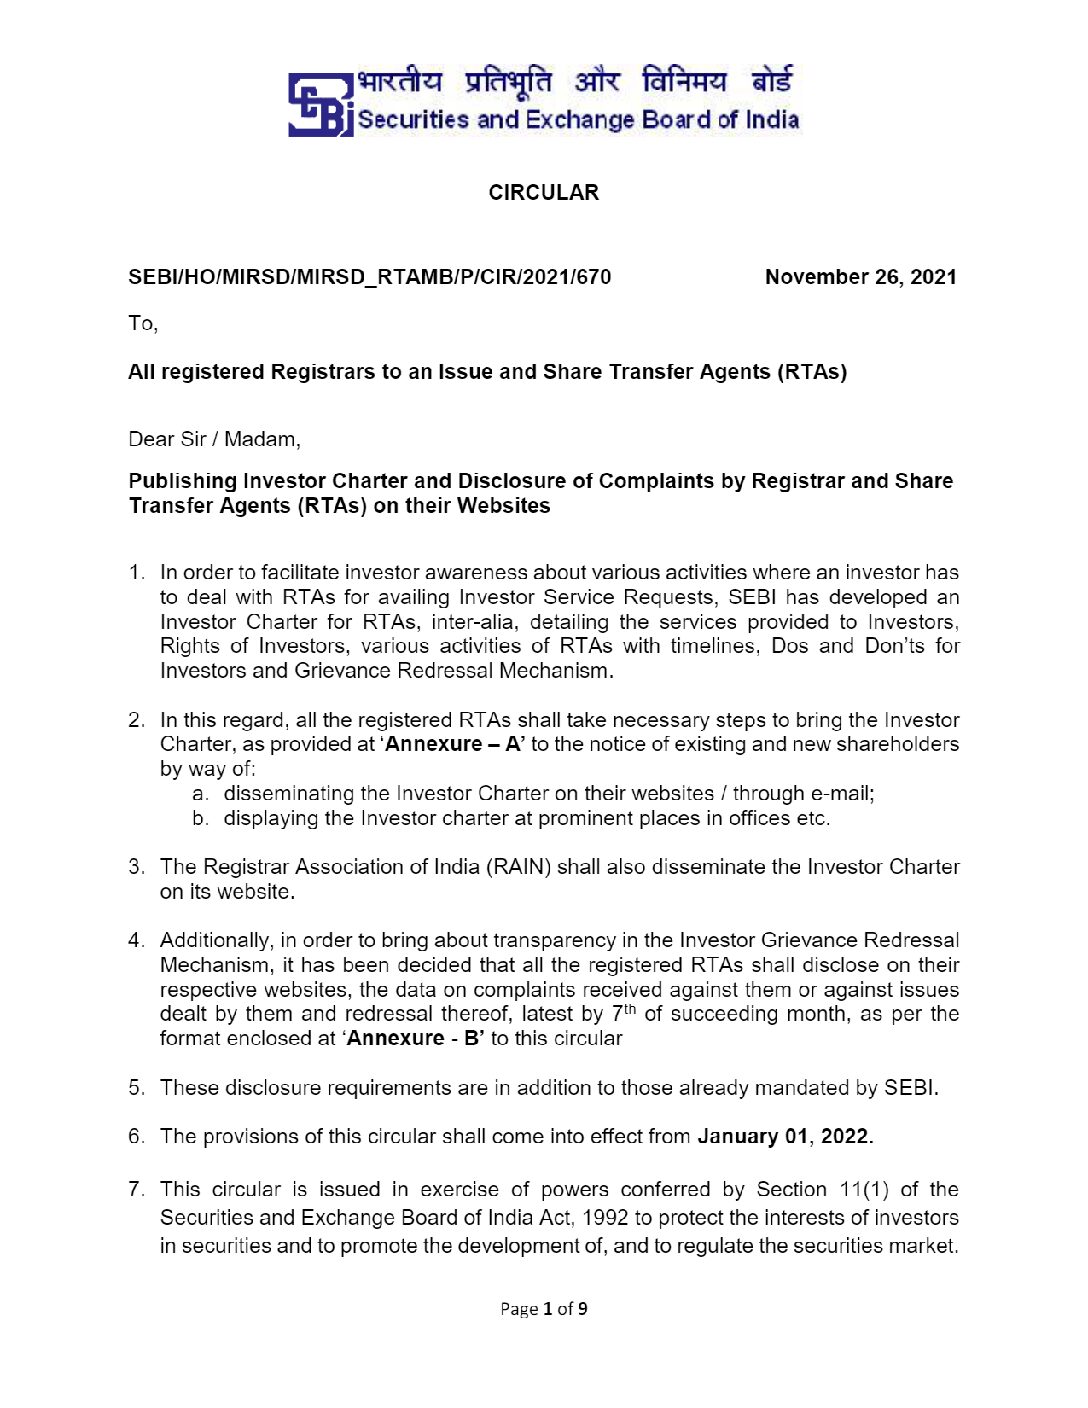 भारतीय प्रतिभूति और विनिमय बोर्ड
SEBI Securities and Exchange Board of India
CIRCULAR
SEBI/HO/MIRSD/MIRSD_RTAMB/P/CIR/2021/670 November 26, 2021
To,
All registered Registrars to an Issue and Share Transfer Agents (RTAs)
Dear Sir / Madam,
Publishing Investor Charter and Disclosure of Complaints by Registrar and Share
Transfer Agents (RTAs) on their Websites
1. In order to facilitate investor awareness about various activities where an investor has
to deal with RTAs for availing Investor Service Requests, SEBI has developed an
Investor Charter for RTAs, inter-alia, detailing the services provided to Investors,
Rights of Investors, various activities of RTAs with timelines, Dos and Don'ts for
Investors and Grievance Redressal Mechanism.
2. In this regard, all the registered RTAs shall take necessary steps to bring the Investor
Charter, as provided at 'Annexure – A' to the notice of existing and new shareholders
by way of:
a. disseminating the Investor Charter on their websites / through e-mail;
b. displaying the Investor charter at prominent places in offices etc.
3. The Registrar Association of India (RAIN) shall also disseminate the Investor Charter
on its website.
4. Additionally, in order to bring about transparency in the Investor Grievance Redressal
Mechanism, it has been decided that all the registered RTAs shall disclose on their
respective websites, the data on complaints received against them or against issues
dealt by them and redressal thereof, latest by 7th of succeeding month, as per the
format enclosed at 'Annexure - B' to this circular
5. These disclosure requirements are in addition to those already mandated by SEBI.
6. The provisions of this circular shall come into effect from January 01, 2022.
7. This circular is issued in exercise of powers conferred by Section 11(1) of the
Securities and Exchange Board of India Act, 1992 to protect the interests of investors
in securities and to promote the development of, and to regulate the securities market.
Page 1 of 9